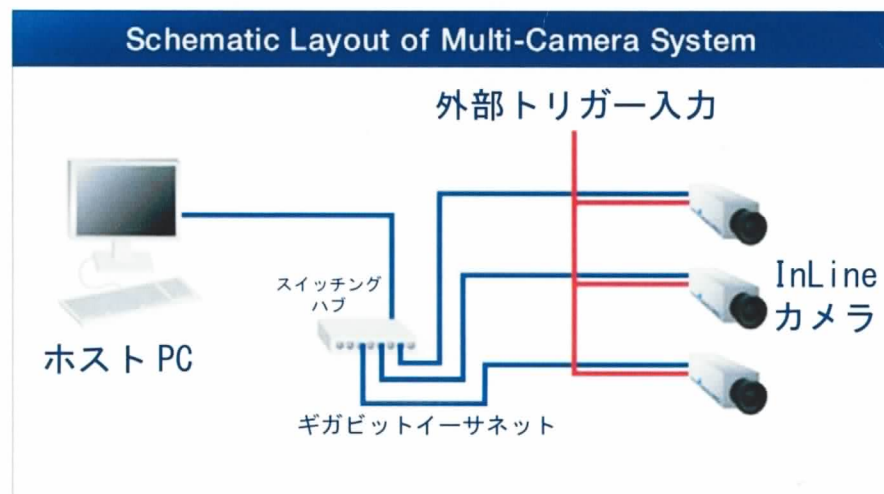 Schematic Layout of Multi-Camera System
外部トリガー入力
スイッチング
ハブ
InLine
カメラ
ホストPC
ギガビットイーサネット